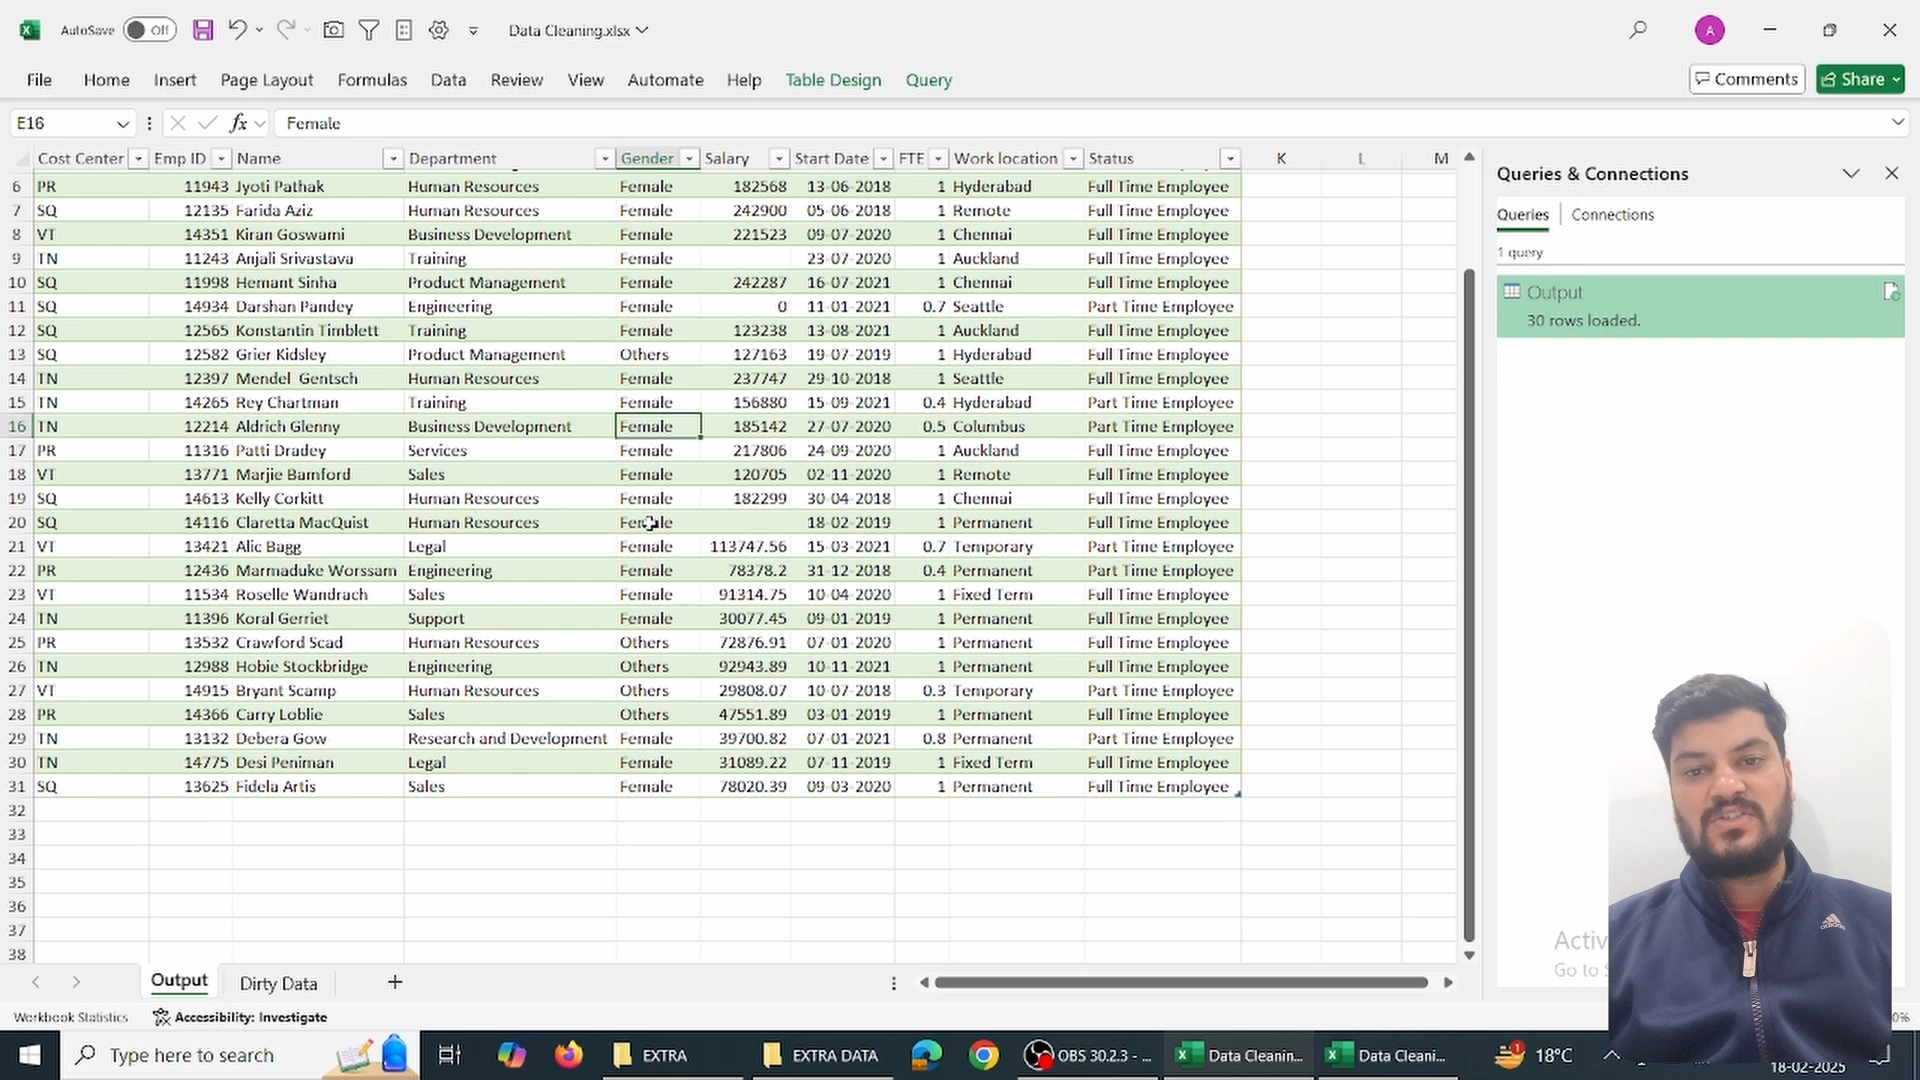 AutoSave Off Data Cleaning.xlsx A
File Home Insert Page Layout Formulas Data Review View Automate Help Table Design Query Comments Share
E16 fx Female
Cost Center Emp ID Name Department Gender Salary Start Date FTE Work location Status K L M
6 PR 11943 Jyoti Pathak Human Resources Female 182568 13-06-2018 1 Hyderabad Full Time Employee
7 SQ 12135 Farida Aziz Human Resources Female 242900 05-06-2018 1 Remote Full Time Employee
8 VT 14351 Kiran Goswami Business Development Female 221523 09-07-2020 1 Chennai Full Time Employee
9 TN 11243 Anjali Srivastava Training Female 23-07-2020 1 Auckland Full Time Employee
10 SQ 11998 Hemant Sinha Product Management Female 242287 16-07-2021 1 Chennai Full Time Employee
11 SQ 14934 Darshan Pandey Engineering Female 0 11-01-2021 0.7 Seattle Part Time Employee
12 SQ 12565 Konstantin Timblett Training Female 123238 13-08-2021 1 Auckland Full Time Employee
13 SQ 12582 Grier Kidsley Product Management Others 127163 19-07-2019 1 Hyderabad Full Time Employee
14 TN 12397 Mendel Gentsch Human Resources Female 237747 29-10-2018 1 Seattle Full Time Employee
15 TN 14265 Rey Chartman Training Female 156880 15-09-2021 0.4 Hyderabad Part Time Employee
16 TN 12214 Aldrich Glenny Business Development Female 185142 27-07-2020 0.5 Columbus Part Time Employee
17 PR 11316 Patti Dradey Services Female 217806 24-09-2020 1 Auckland Full Time Employee
18 VT 13771 Marjie Bamford Sales Female 120705 02-11-2020 1 Remote Full Time Employee
19 SQ 14613 Kelly Corkitt Human Resources Female 182299 30-04-2018 1 Chennai Full Time Employee
20 SQ 14116 Claretta MacQuist Human Resources Female 18-02-2019 1 Permanent Full Time Employee
21 VT 13421 Alic Bagg Legal Female 113747.56 15-03-2021 0.7 Temporary Part Time Employee
22 PR 12436 Marmaduke Worssam Engineering Female 78378.2 31-12-2018 0.4 Permanent Part Time Employee
23 VT 11534 Roselle Wandrach Sales Female 91314.75 10-04-2020 1 Fixed Term Full Time Employee
24 TN 11396 Koral Gerriet Support Female 30077.45 09-01-2019 1 Permanent Full Time Employee
25 PR 13532 Crawford Scad Human Resources Others 72876.91 07-01-2020 1 Permanent Full Time Employee
26 TN 12988 Hobie Stockbridge Engineering Others 92943.89 10-11-2021 1 Permanent Full Time Employee
27 VT 14915 Bryant Scamp Human Resources Others 29808.07 10-07-2018 0.3 Temporary Part Time Employee
28 PR 14366 Carry Loblie Sales Others 47551.89 03-01-2019 1 Permanent Full Time Employee
29 TN 13132 Debera Gow Research and Development Female 39700.82 07-01-2021 0.8 Permanent Part Time Employee
30 TN 14775 Desi Peniman Legal Female 31089.22 07-11-2019 1 Fixed Term Full Time Employee
31 SQ 13625 Fidela Artis Sales Female 78020.39 09-03-2020 1 Permanent Full Time Employee
32
33
34
35
36
37
38
Queries & Connections
Queries Connections
1 query
Output
30 rows loaded.
Activ
Go to S
adidas
Output Dirty Data
Workbook Statistics Accessibility: Investigate 0%
Type here to search EXTRA EXTRA DATA OBS 30.2.3 - ... Data Cleanin... Data Cleani... 1 18°C
18-02-2025